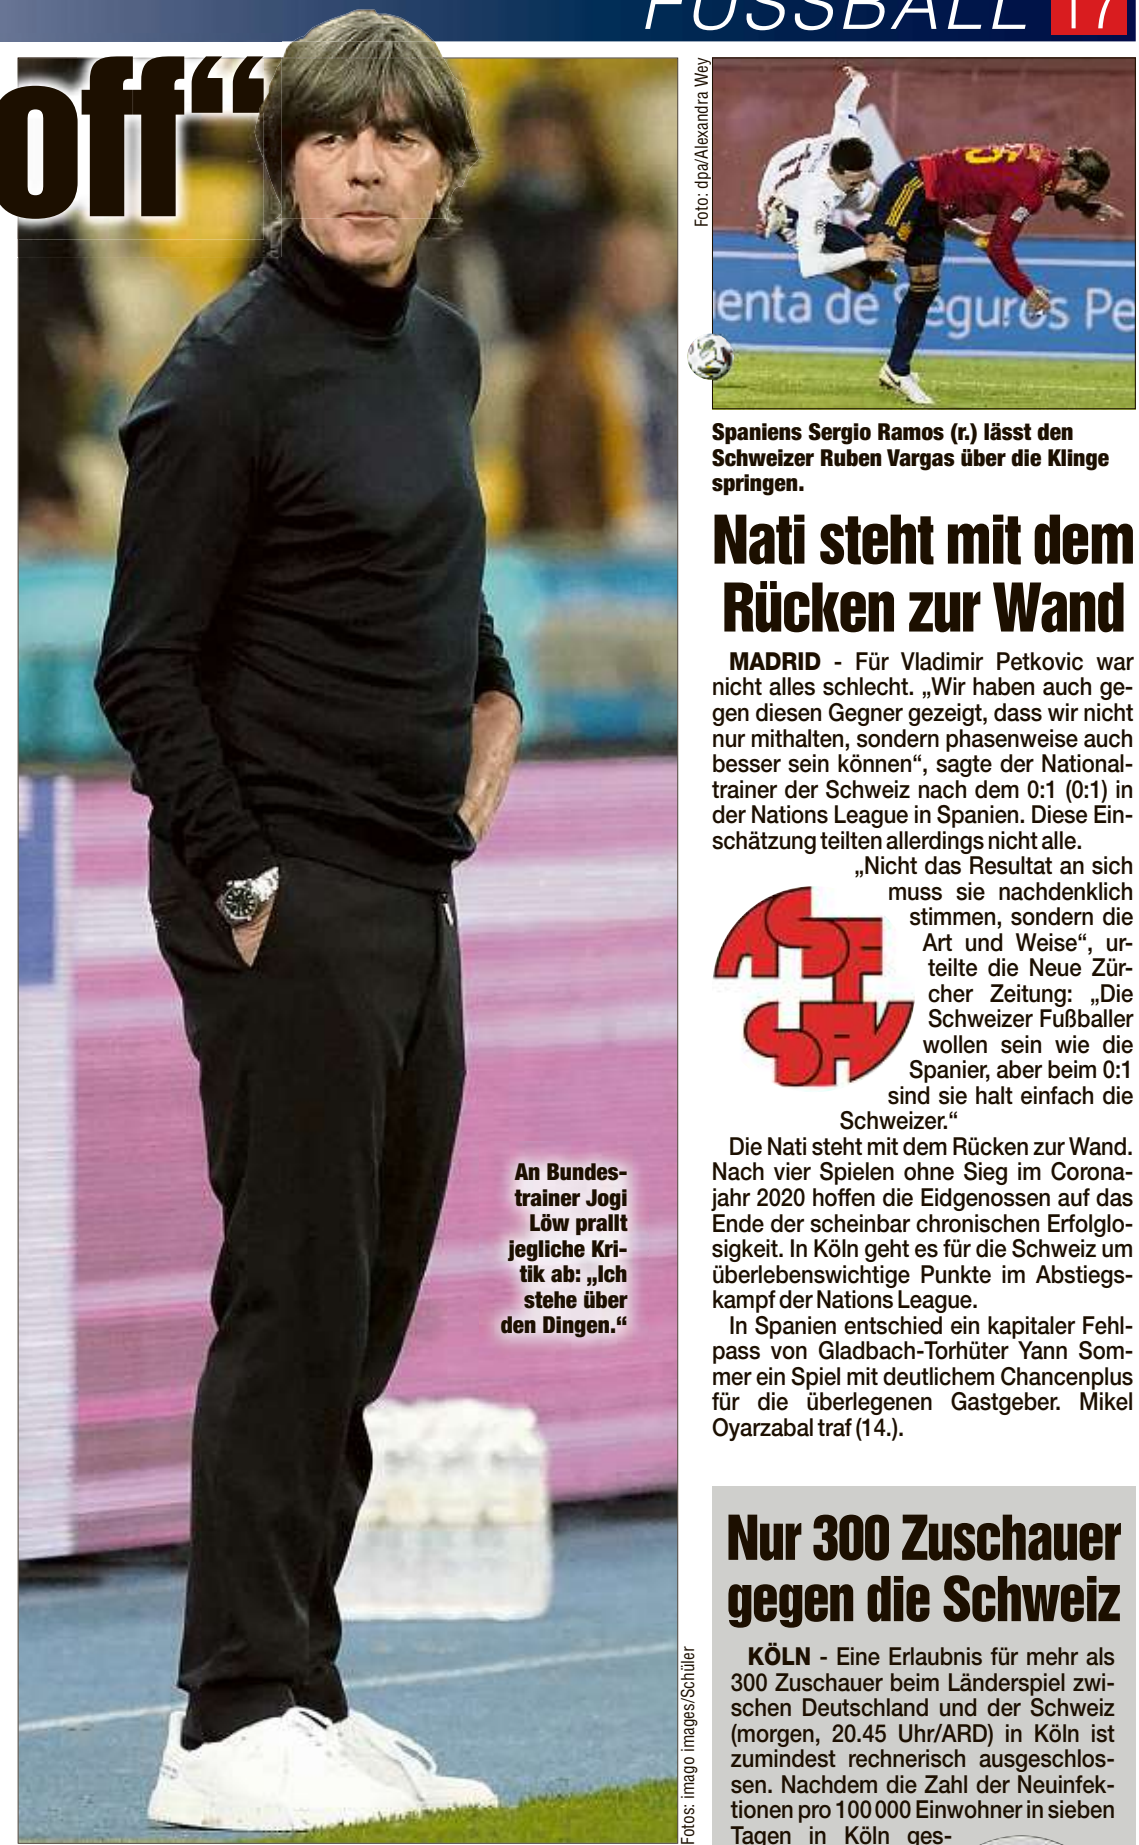 FUSSBALL 17
off“
Foto: dpa/Alexandra Wey
11
enta de Seguros Pe
Spaniens Sergio Ramos (r.) lässt den
Schweizer Ruben Vargas über die Klinge
springen.
Nati steht mit dem
Rücken zur Wand
MADRID - Für Vladimir Petkovic war
nicht alles schlecht. „Wir haben auch ge-
gen diesen Gegner gezeigt, dass wir nicht
nur mithalten, sondern phasenweise auch
besser sein können“, sagte der National-
trainer der Schweiz nach dem 0:1 (0:1) in
der Nations League in Spanien. Diese Ein-
schätzung teilten allerdings nicht alle.
„Nicht das Resultat an sich
muss sie nachdenklich
stimmen, sondern die
Art und Weise“, ur-
teilte die Neue Zür-
cher Zeitung: „Die
Schweizer Fußballer
wollen sein wie die
Spanier, aber beim 0:1
sind sie halt einfach die
Schweizer.“
ASF
SFV
Die Nati steht mit dem Rücken zur Wand.
Nach vier Spielen ohne Sieg im Corona-
jahr 2020 hoffen die Eidgenossen auf das
Ende der scheinbar chronischen Erfolglo-
sigkeit. In Köln geht es für die Schweiz um
überlebenswichtige Punkte im Abstiegs-
kampf der Nations League.
In Spanien entschied ein kapitaler Fehl-
pass von Gladbach-Torhüter Yann Som-
mer ein Spiel mit deutlichem Chancenplus
für die überlegenen Gastgeber. Mikel
Oyarzabal traf (14.).
An Bundes-
trainer Jogi
Löw prallt
jegliche Kri-
tik ab: „Ich
stehe über
den Dingen.“
Fotos: imago images/Schüler
Nur 300 Zuschauer
gegen die Schweiz
KÖLN - Eine Erlaubnis für mehr als
300 Zuschauer beim Länderspiel zwi-
schen Deutschland und der Schweiz
(morgen, 20.45 Uhr/ARD) in Köln ist
zumindest rechnerisch ausgeschlos-
sen. Nachdem die Zahl der Neuinfek-
tionen pro 100 000 Einwohner in sieben
Tagen in Köln ges-